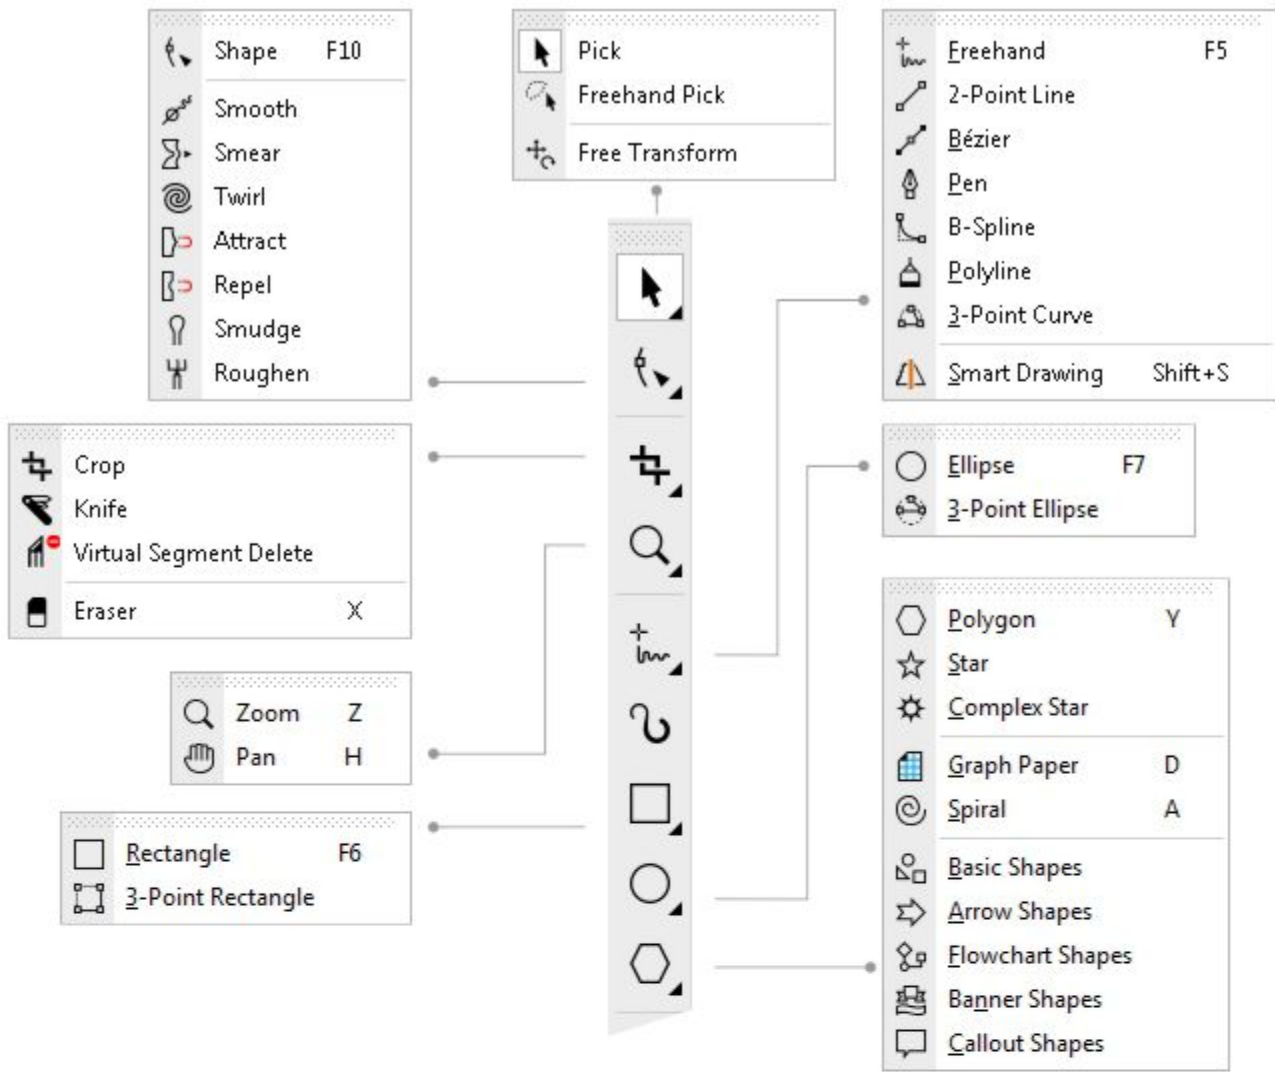 Shape F10
Smooth
Smear
Twirl
Attract
Repel
Smudge
Roughen
Pick
Freehand Pick
Free Transform
Freehand F5
2-Point Line
Bézier
Pen
B-Spline
Polyline
3-Point Curve
Smart Drawing Shift+S
Crop
Knife
Virtual Segment Delete
Eraser X
Ellipse F7
3-Point Ellipse
Zoom Z
Pan H
Rectangle F6
3-Point Rectangle
Polygon Y
Star
Complex Star
Graph Paper D
Spiral A
Basic Shapes
Arrow Shapes
Flowchart Shapes
Banner Shapes
Callout Shapes